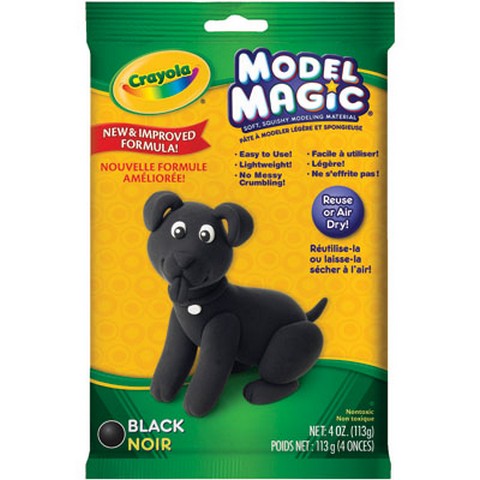 Crayola
MODEL
MAGIC®
SOFT, SQUISHY MODELING MATERIAL
PÂTE À MODELER LÉGÈRE ET SPONGIEUSE
NEW & IMPROVED
FORMULA!
NOUVELLE FORMULE
AMÉLIORÉE!
• Easy to Use!
• Lightweight!
• No Messy
Crumbling!
• Facile à utiliser!
• Légère!
• Ne s'effrite pas!
Reuse
or Air
Dry!
Réutilise-la
ou laisse-la
sécher à l'air!
BLACK
NOIR
Nontoxic
Non toxique
NET: 4 OZ. (113g)
POIDS NET : 113 g (4 ONCES)